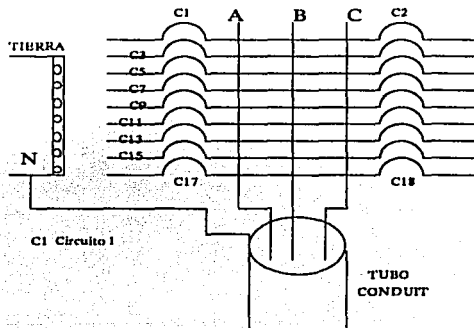 C1 A B C C2
TIERRA
C3
C5
C7
C9
C11
C13
C15
N
C17 C18
C1 Circuito 1
TUBO
CONDUIT